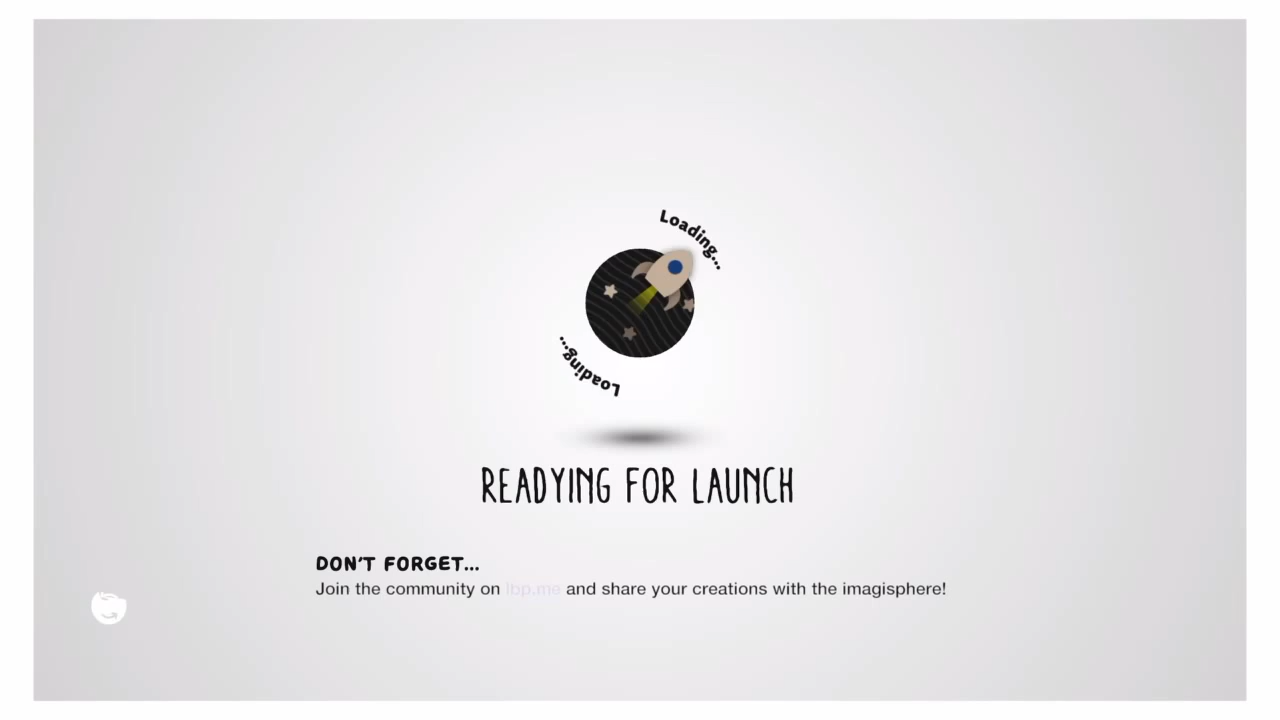 Loading...
Loading...
READYING FOR LAUNCH
DON'T FORGET...
Join the community on lbp.me and share your creations with the imagisphere!